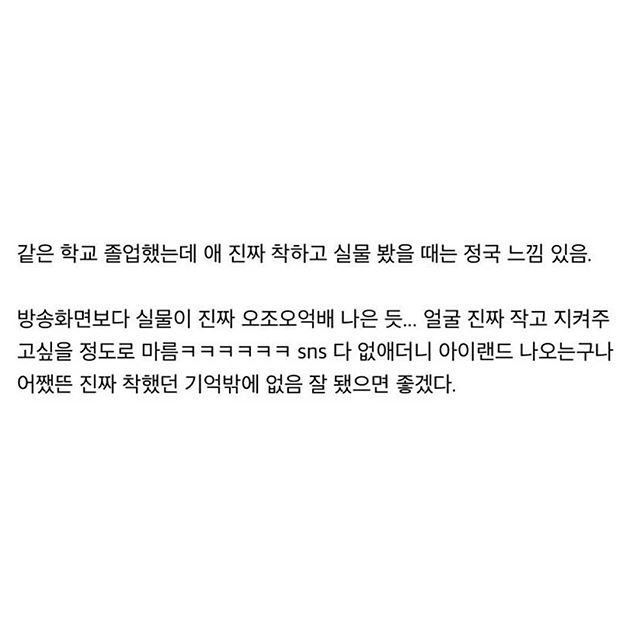 같은 학교 졸업했는데 애 진짜 착하고 실물 봤을 때는 정국 느낌 있음.
방송화면보다 실물이 진짜 오조오억배 나은 듯... 얼굴 진짜 작고 지켜주
고싶을 정도로 마름ㅋㅋㅋㅋㅋㅋ sns 다 없애더니 아이랜드 나오는구나
어쨌뜬 진짜 착했던 기억밖에 없음 잘 됐으면 좋겠다.